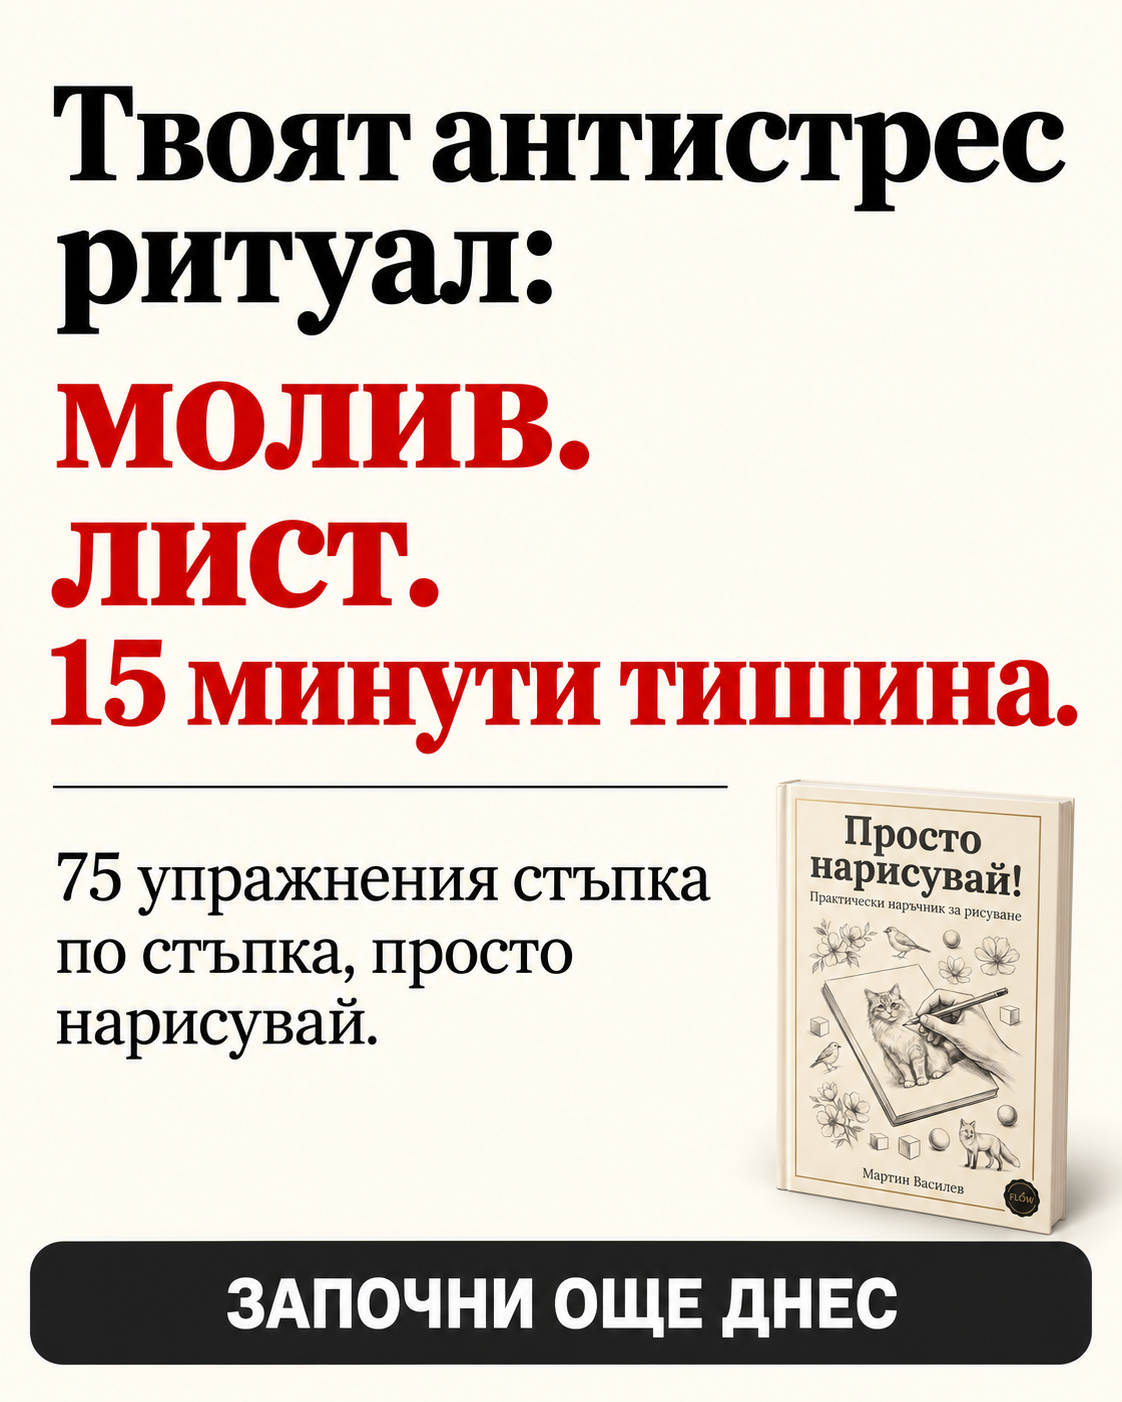 Твоят антистрес
ритуал:
молив.
лист.
15 минути тишина.
75 упражнения стъпка
по стъпка, просто
нарисувай.
Просто
нарисувай!
Практически наръчник за рисуване
Мартин Василев
FLOW
ЗАПОЧНИ ОЩЕ ДНЕС